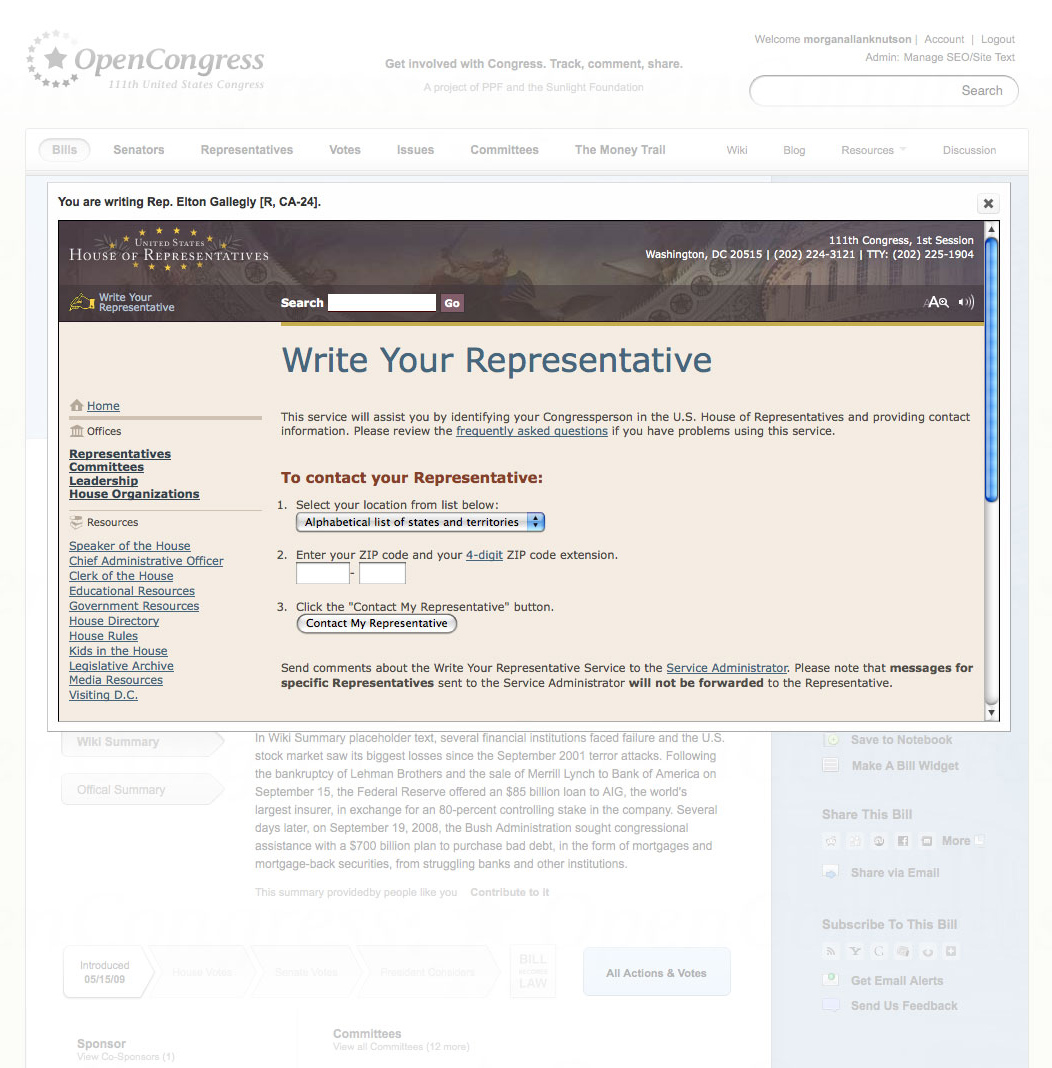 OpenCongress
111th United States Congress
Get involved with Congress. Track, comment, share.
A project of PPF and the Sunlight Foundation
Welcome morganallanknutson | Account | Logout
Admin: Manage SEO/Site Text
Search
Bills Senators Representatives Votes Issues Committees The Money Trail Wiki Blog Resources Discussion
You are writing Rep. Elton Gallegly [R, CA-24].
UNITED STATES
HOUSE OF REPRESENTATIVES
111th Congress, 1st Session
Washington, DC 20515 | (202) 224-3121 | TTY: (202) 225-1904
Write Your
Representative
Search Go
AA
Write Your Representative
Home
Offices
Representatives
Committees
Leadership
House Organizations
Resources
Speaker of the House
Chief Administrative Officer
Clerk of the House
Educational Resources
Government Resources
House Directory
House Rules
Kids in the House
Legislative Archive
Media Resources
Visiting D.C.
This service will assist you by identifying your Congressperson in the U.S. House of Representatives and providing contact
information. Please review the frequently asked questions if you have problems using this service.
To contact your Representative:
1. Select your location from list below:
Alphabetical list of states and territories
2. Enter your ZIP code and your 4-digit ZIP code extension.
-
3. Click the "Contact My Representative" button.
Contact My Representative
Send comments about the Write Your Representative Service to the Service Administrator. Please note that messages for
specific Representatives sent to the Service Administrator will not be forwarded to the Representative.
Wiki Summary
Offical Summary
In Wiki Summary placeholder text, several financial institutions faced failure and the U.S.
stock market saw its biggest losses since the September 2001 terror attacks. Following
the bankruptcy of Lehman Brothers and the sale of Merrill Lynch to Bank of America on
September 15, the Federal Reserve offered an $85 billion loan to AIG, the world's
largest insurer, in exchange for an 80-percent controlling stake in the company. Several
days later, on September 19, 2008, the Bush Administration sought congressional
assistance with a $700 billion plan to purchase bad debt, in the form of mortgages and
mortgage-back securities, from struggling banks and other institutions.
This summary providedby people like you Contribute to it
Save to Notebook
Make A Bill Widget
Share This Bill
More
Share via Email
Subscribe To This Bill
Get Email Alerts
Send Us Feedback
Introduced
05/15/09
House Votes
Senate Votes
President Considers
BILL
BECOMES
LAW
All Actions & Votes
Sponsor
View Co-Sponsors (1)
Committees
View all Committees (12 more)